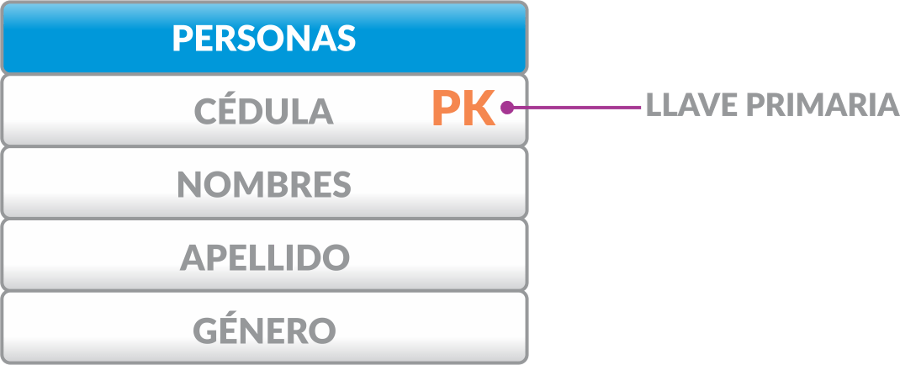 PERSONAS
CÉDULA PK LLAVE PRIMARIA
NOMBRES
APELLIDO
GÉNERO